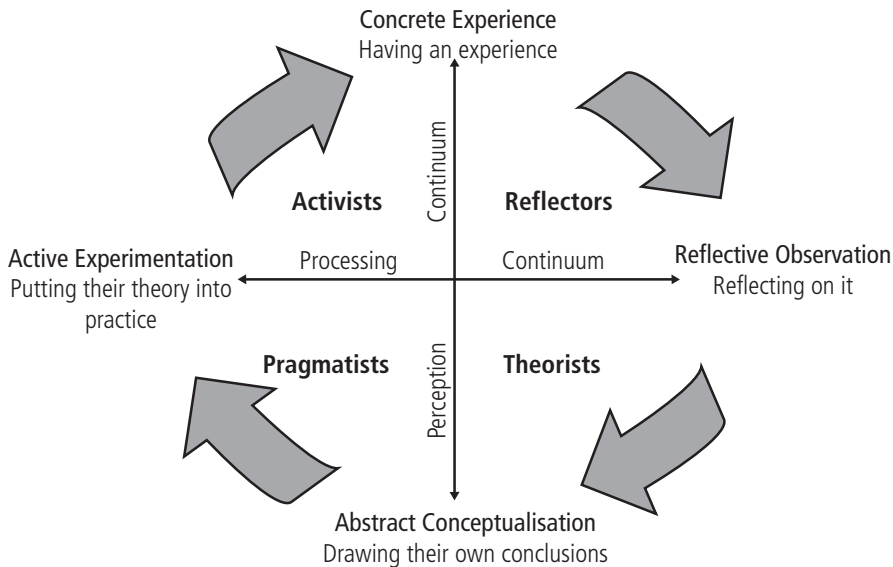 Concrete Experience
Having an experience
Continuum
Activists
Reflectors
Active Experimentation
Putting their theory into
practice
Processing
Continuum
Reflective Observation
Reflecting on it
Pragmatists
Theorists
Perception
Abstract Conceptualisation
Drawing their own conclusions